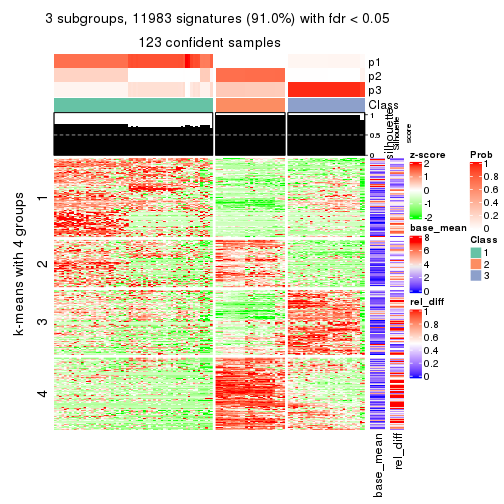 3 subgroups, 11983 signatures (91.0%) with fdr < 0.05
123 confident samples
p1
p2
p3
Class
1
0.5
0
silhouette
Silhouette
score
k-means with 4 groups
1
2
3
4
base_mean
rel_diff
z-score
2
1
0
-1
-2
base_mean
8
6
4
2
0
rel_diff
1
0.8
0.6
0.4
0.2
0
Prob
1
0.8
0.6
0.4
0.2
0
Class
1
2
3